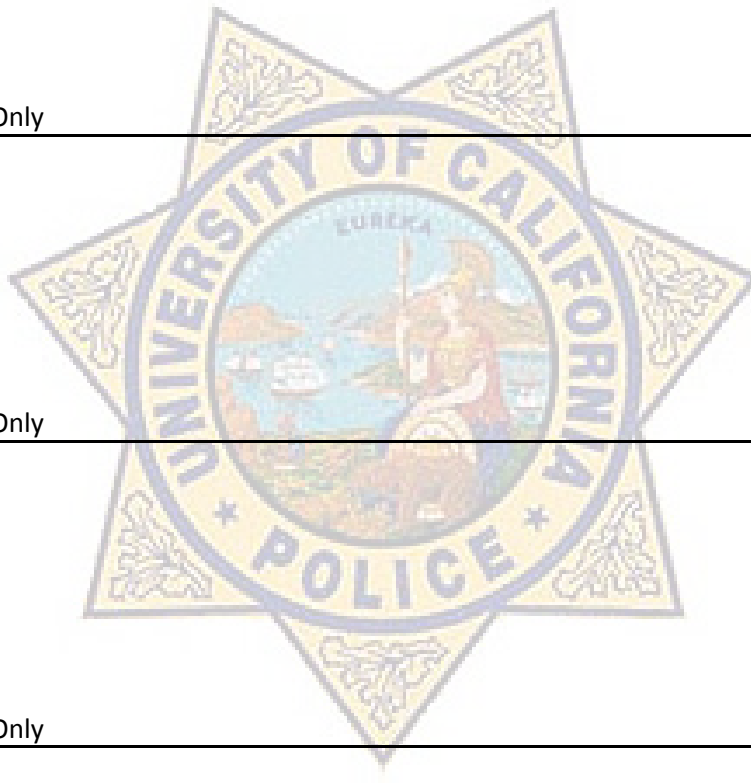 Only
UNIVERSITY OF CALIFORNIA
EUREKA
Only
POLICE
Only